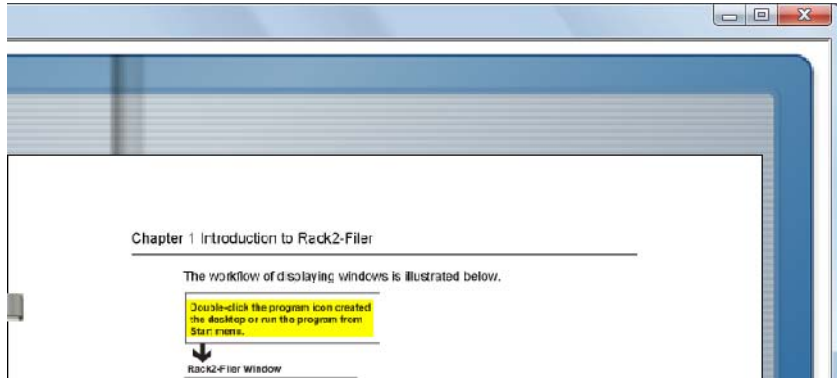 Chapter 1 Introduction to Rack2-Filer
The workflow of displaying windows is illustrated below.
Double-click the program icon created
the desktop or run the program from
Start menu.
Rack2-Filer Window